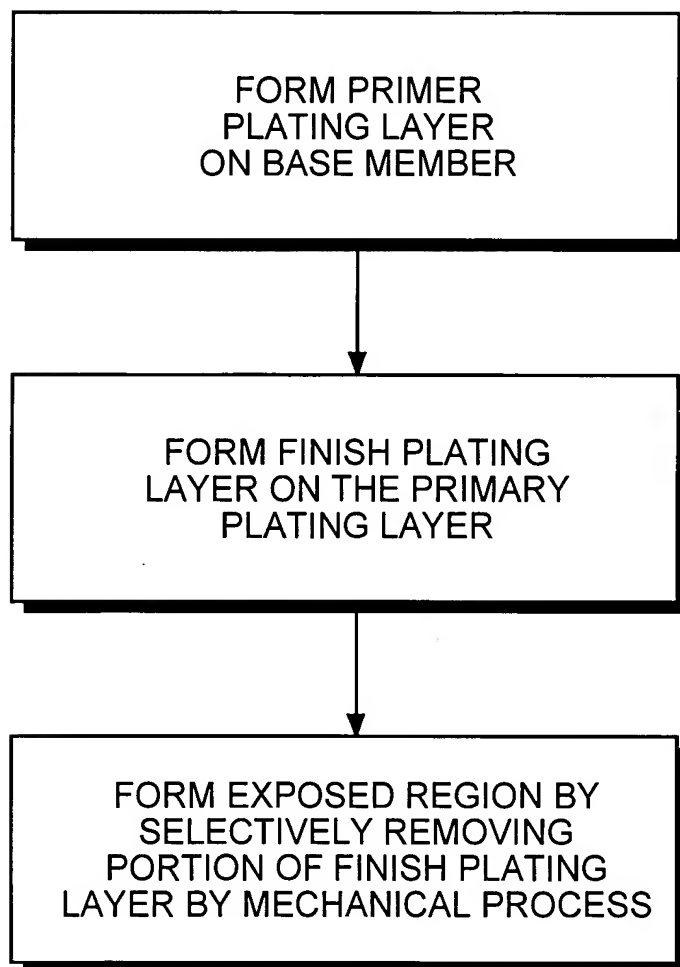 FORM PRIMER
PLATING LAYER
ON BASE MEMBER
FORM FINISH PLATING
LAYER ON THE PRIMARY
PLATING LAYER
FORM EXPOSED REGION BY
SELECTIVELY REMOVING
PORTION OF FINISH PLATING
LAYER BY MECHANICAL PROCESS